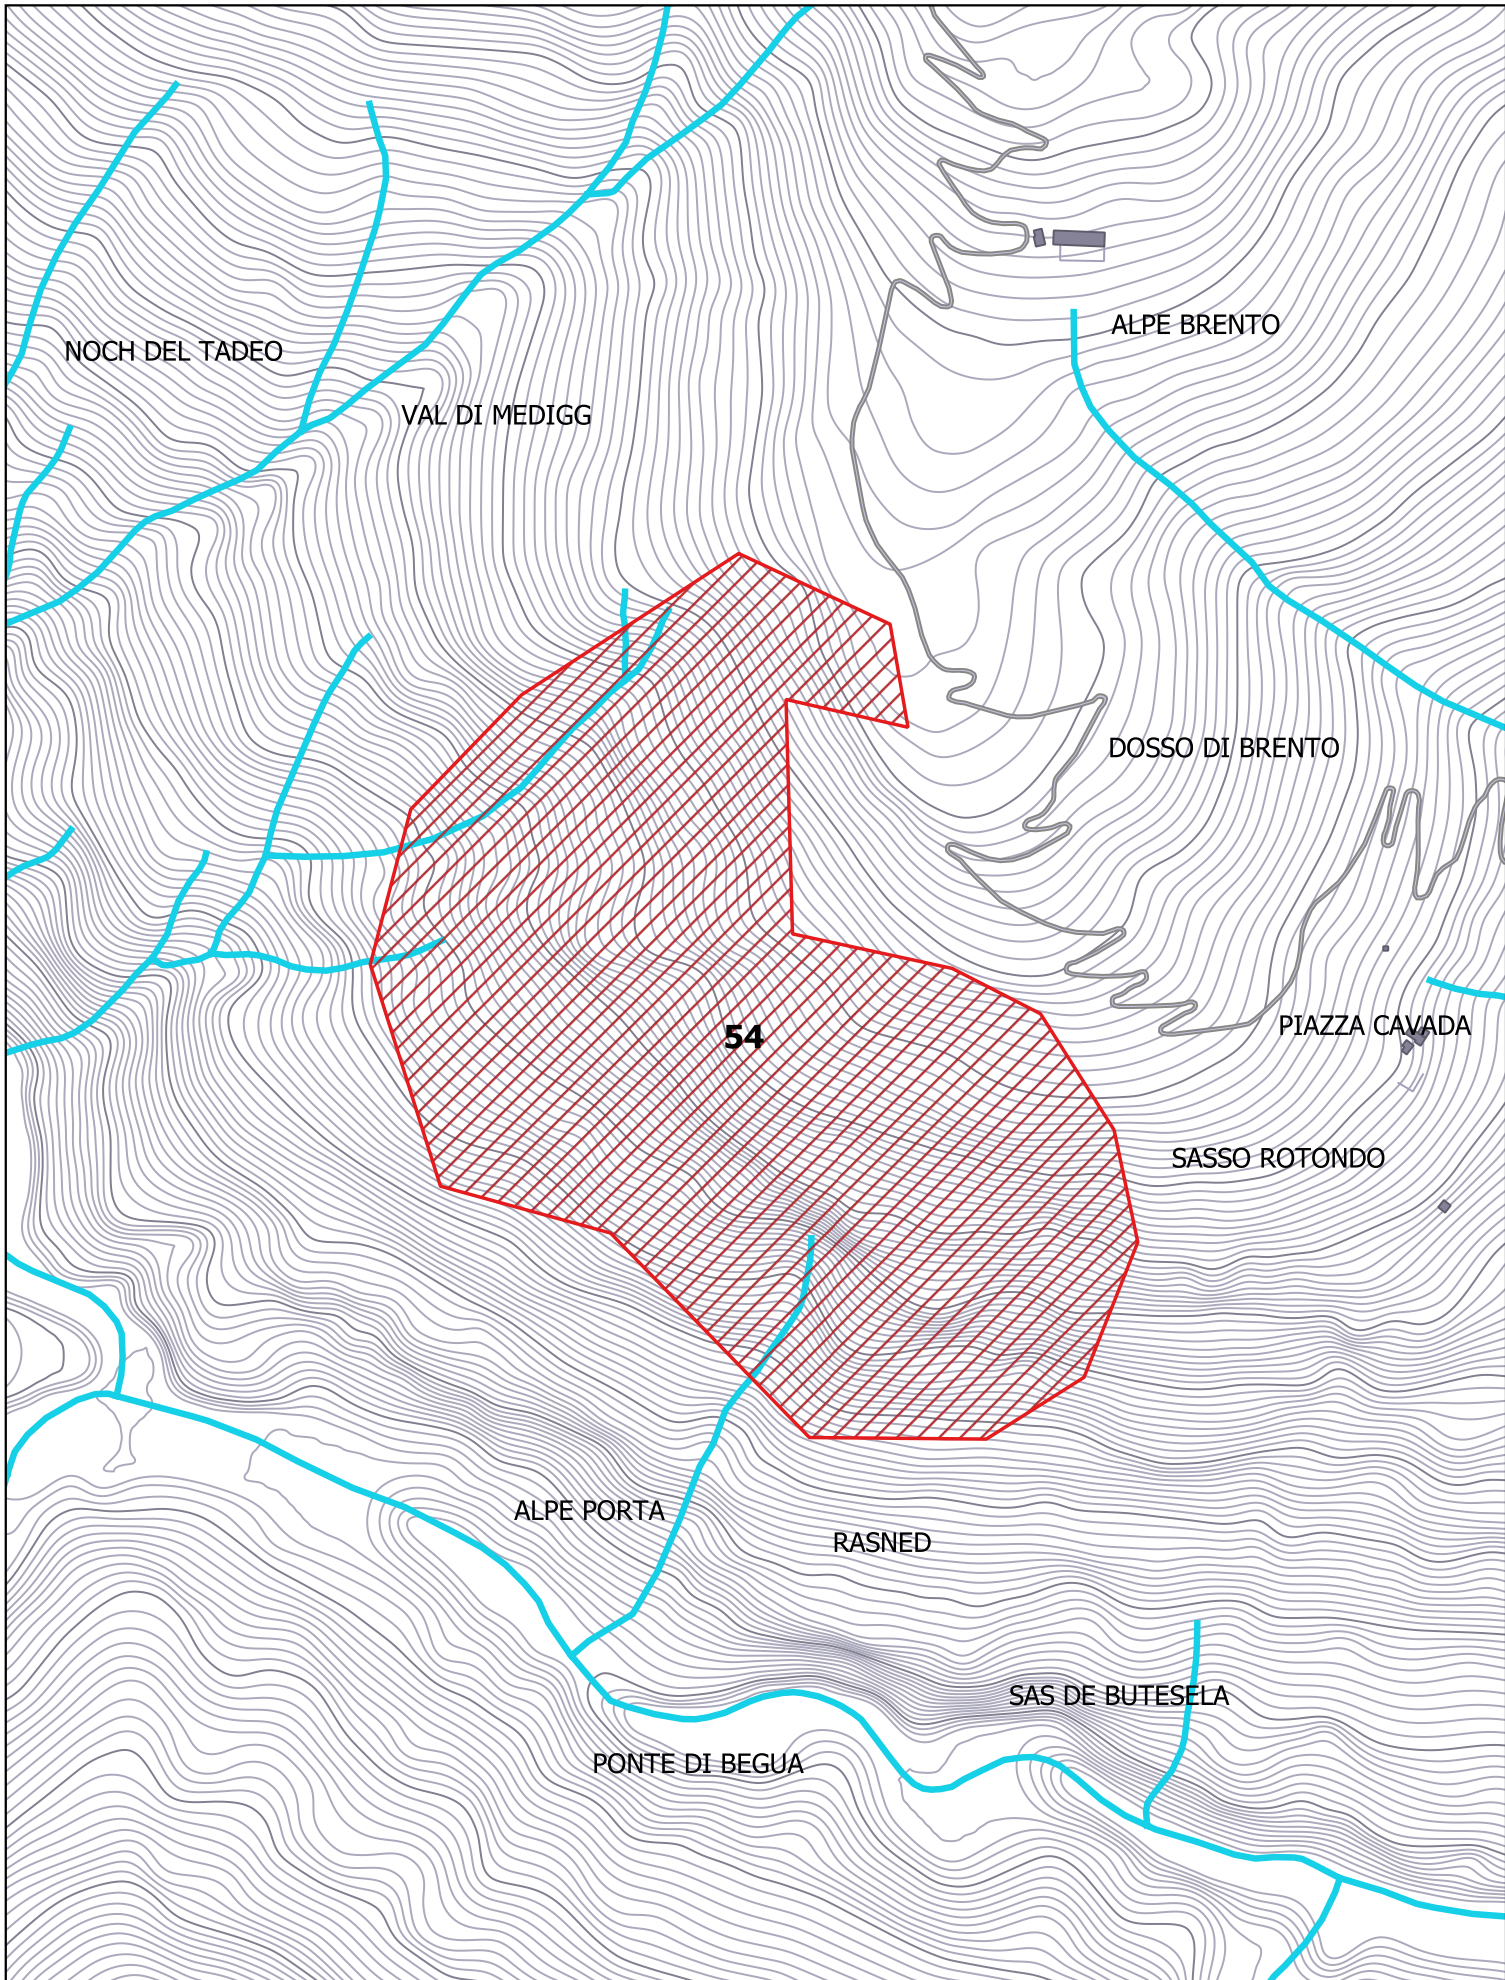 ALPE BRENTO
NOCH DEL TADEO
VAL DI MEDIGG
DOSSO DI BRENTO
PIAZZA CAVADA
54
SASSO ROTONDO
ALPE PORTA
RASNED
SAS DE BUTESELA
PONTE DI BEGUA